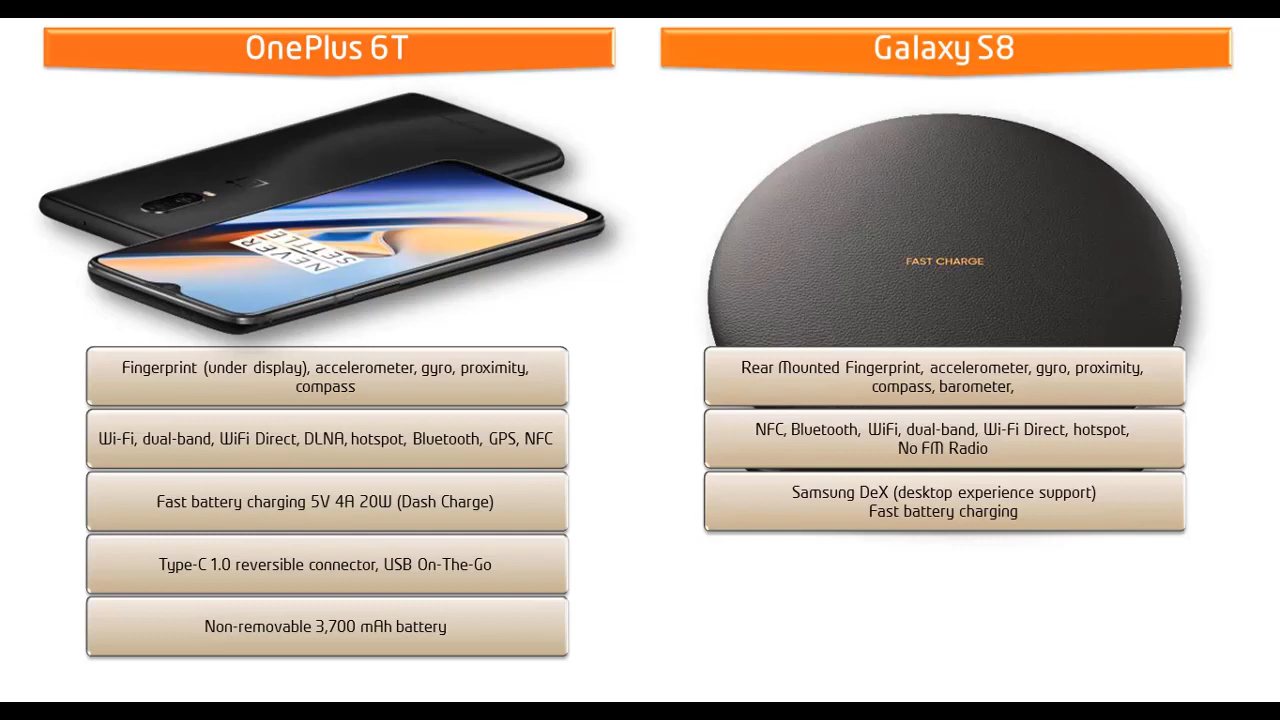 OnePlus 6T
NEVER
SETTLE
Fingerprint (under display), accelerometer, gyro, proximity,
compass
Wi-Fi, dual-band, WiFi Direct, DLNA, hotspot, Bluetooth, GPS, NFC
Fast battery charging 5V 4A 20W (Dash Charge)
Type-C 1.0 reversible connector, USB On-The-Go
Non-removable 3,700 mAh battery
Galaxy S8
FAST CHARGE
Rear Mounted Fingerprint, accelerometer, gyro, proximity,
compass, barometer,
NFC, Bluetooth, WiFi, dual-band, Wi-Fi Direct, hotspot,
No FM Radio
Samsung DeX (desktop experience support)
Fast battery charging